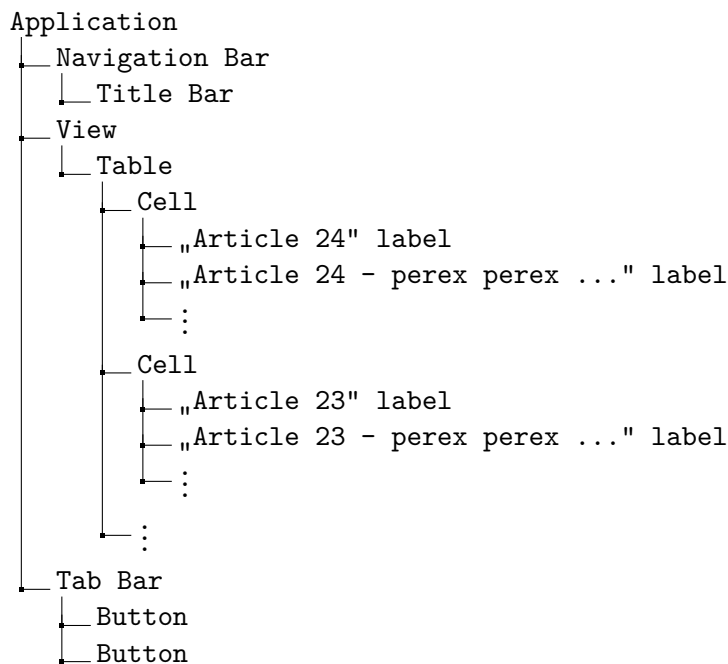 Application
Navigation Bar
Title Bar
View
Table
Cell
„Article 24" label
„Article 24 - perex perex ..." label
⋮
Cell
„Article 23" label
„Article 23 - perex perex ..." label
⋮
⋮
Tab Bar
Button
Button